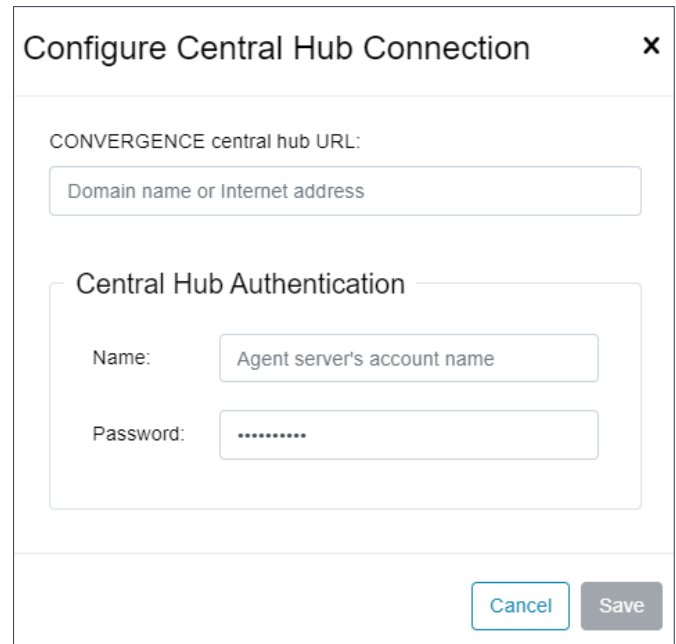 Configure Central Hub Connection
CONVERGENCE central hub URL:
Domain name or Internet address
Central Hub Authentication
Name: Agent server's account name
Password: ••••••••••
Cancel Save